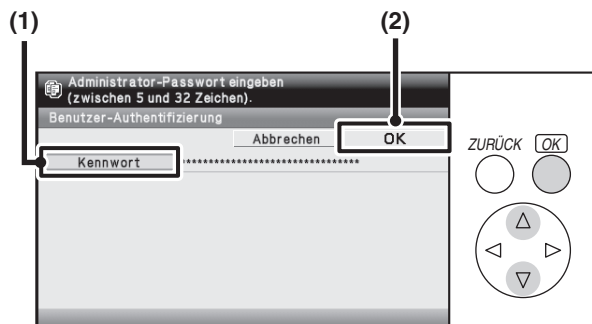 (1)
(2)
Administrator-Passwort eingeben
(zwischen 5 und 32 Zeichen).
Benutzer-Authentifizierung
Abbrechen
OK
Kennwort
********************************
ZURÜCK
OK